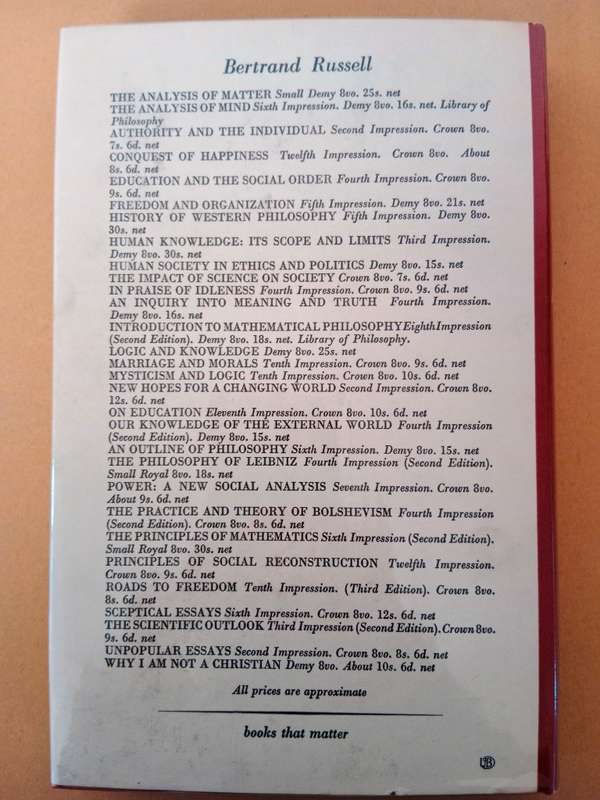 Bertrand Russell
THE ANALYSIS OF MATTER Small Demy 8vo. 25s. net
THE ANALYSIS OF MIND Sixth Impression. Demy 8vo. 16s. net. Library of
Philosophy
AUTHORITY AND THE INDIVIDUAL Second Impression. Crown 8vo.
7s. 6d. net
CONQUEST OF HAPPINESS Twelfth Impression. Crown 8vo. About
8s. 6d. net
EDUCATION AND THE SOCIAL ORDER Fourth Impression. Crown 8vo.
9s. 6d. net
FREEDOM AND ORGANIZATION Fifth Impression. Demy 8vo. 21s. net
HISTORY OF WESTERN PHILOSOPHY Fifth Impression. Demy 8vo.
30s. net
HUMAN KNOWLEDGE: ITS SCOPE AND LIMITS Third Impression.
Demy 8vo. 30s. net
HUMAN SOCIETY IN ETHICS AND POLITICS Demy 8vo. 15s. net
THE IMPACT OF SCIENCE ON SOCIETY Crown 8vo. 7s. 6d. net
IN PRAISE OF IDLENESS Fourth Impression. Crown 8vo. 9s. 6d. net
AN INQUIRY INTO MEANING AND TRUTH Fourth Impression.
Demy 8vo. 16s. net
INTRODUCTION TO MATHEMATICAL PHILOSOPHY Eighth Impression
(Second Edition). Demy 8vo. 18s. net. Library of Philosophy.
LOGIC AND KNOWLEDGE Demy 8vo. 25s. net
MARRIAGE AND MORALS Tenth Impression. Crown 8vo. 9s. 6d. net
MYSTICISM AND LOGIC Tenth Impression. Crown 8vo. 10s. 6d. net
NEW HOPES FOR A CHANGING WORLD Second Impression. Crown 8vo.
12s. 6d. net
ON EDUCATION Eleventh Impression. Crown 8vo. 10s. 6d. net
OUR KNOWLEDGE OF THE EXTERNAL WORLD Fourth Impression
(Second Edition). Demy 8vo. 15s. net
AN OUTLINE OF PHILOSOPHY Sixth Impression. Demy 8vo. 15s. net
THE PHILOSOPHY OF LEIBNIZ Fourth Impression (Second Edition).
Small Royal 8vo. 18s. net
POWER: A NEW SOCIAL ANALYSIS Seventh Impression. Crown 8vo.
About 9s. 6d. net
THE PRACTICE AND THEORY OF BOLSHEVISM Fourth Impression
(Second Edition). Crown 8vo. 8s. 6d. net
THE PRINCIPLES OF MATHEMATICS Sixth Impression (Second Edition).
Small Royal 8vo. 30s. net
PRINCIPLES OF SOCIAL RECONSTRUCTION Twelfth Impression.
Crown 8vo. 9s. 6d. net
ROADS TO FREEDOM Tenth Impression. (Third Edition). Crown 8vo.
8s. 6d. net
SCEPTICAL ESSAYS Sixth Impression. Crown 8vo. 12s. 6d. net
THE SCIENTIFIC OUTLOOK Third Impression (Second Edition). Crown 8vo.
9s. 6d. net
UNPOPULAR ESSAYS Second Impression. Crown 8vo. 8s. 6d. net
WHY I AM NOT A CHRISTIAN Demy 8vo. About 10s. 6d. net
All prices are approximate
books that matter